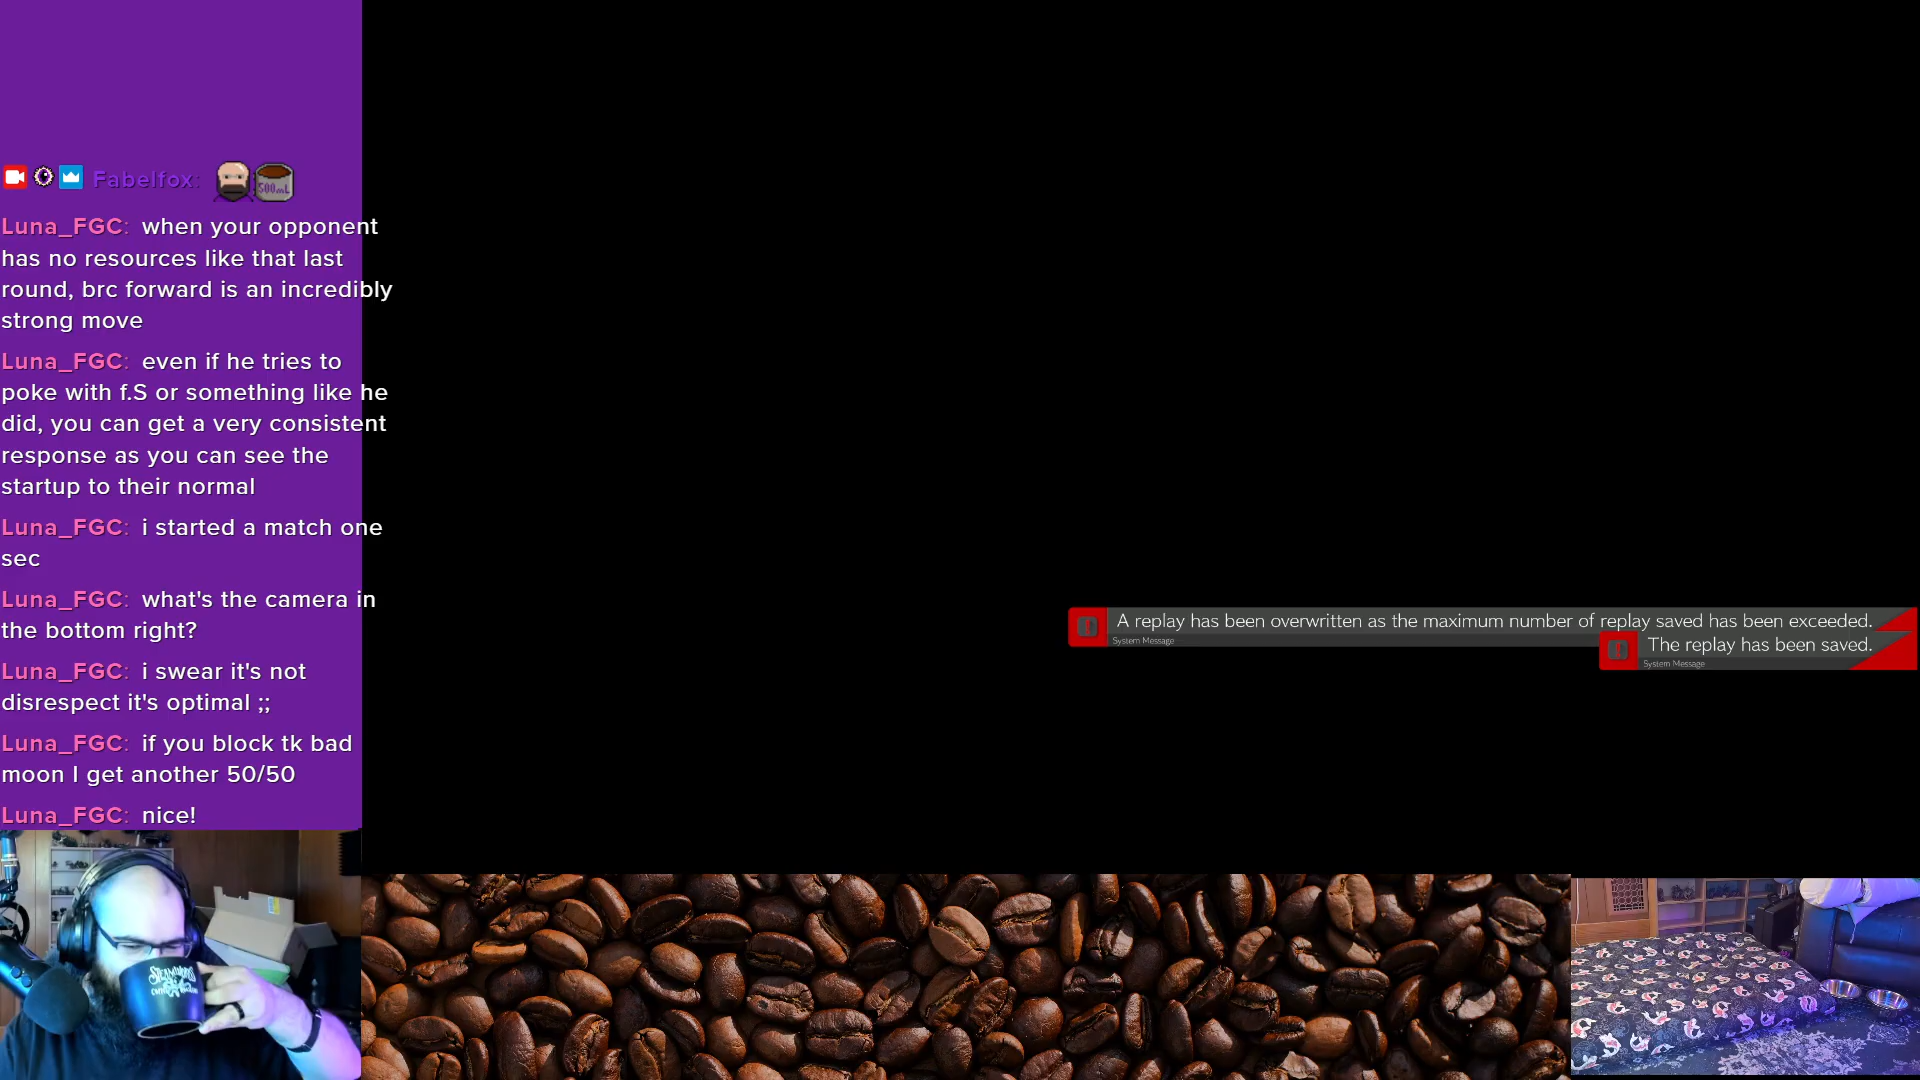 Fabelfox:
500mL
Luna_FGC: when your opponent
has no resources like that last
round, brc forward is an incredibly
strong move
Luna_FGC: even if he tries to
poke with f.S or something like he
did, you can get a very consistent
response as you can see the
startup to their normal
Luna_FGC: i started a match one
sec
Luna_FGC: what's the camera in
the bottom right?
Luna_FGC: i swear it's not
disrespect it's optimal ;;
Luna_FGC: if you block tk bad
moon I get another 50/50
Luna_FGC: nice!
A replay has been overwritten as the maximum number of replay saved has been exceeded.
System Message
The replay has been saved.
System Message